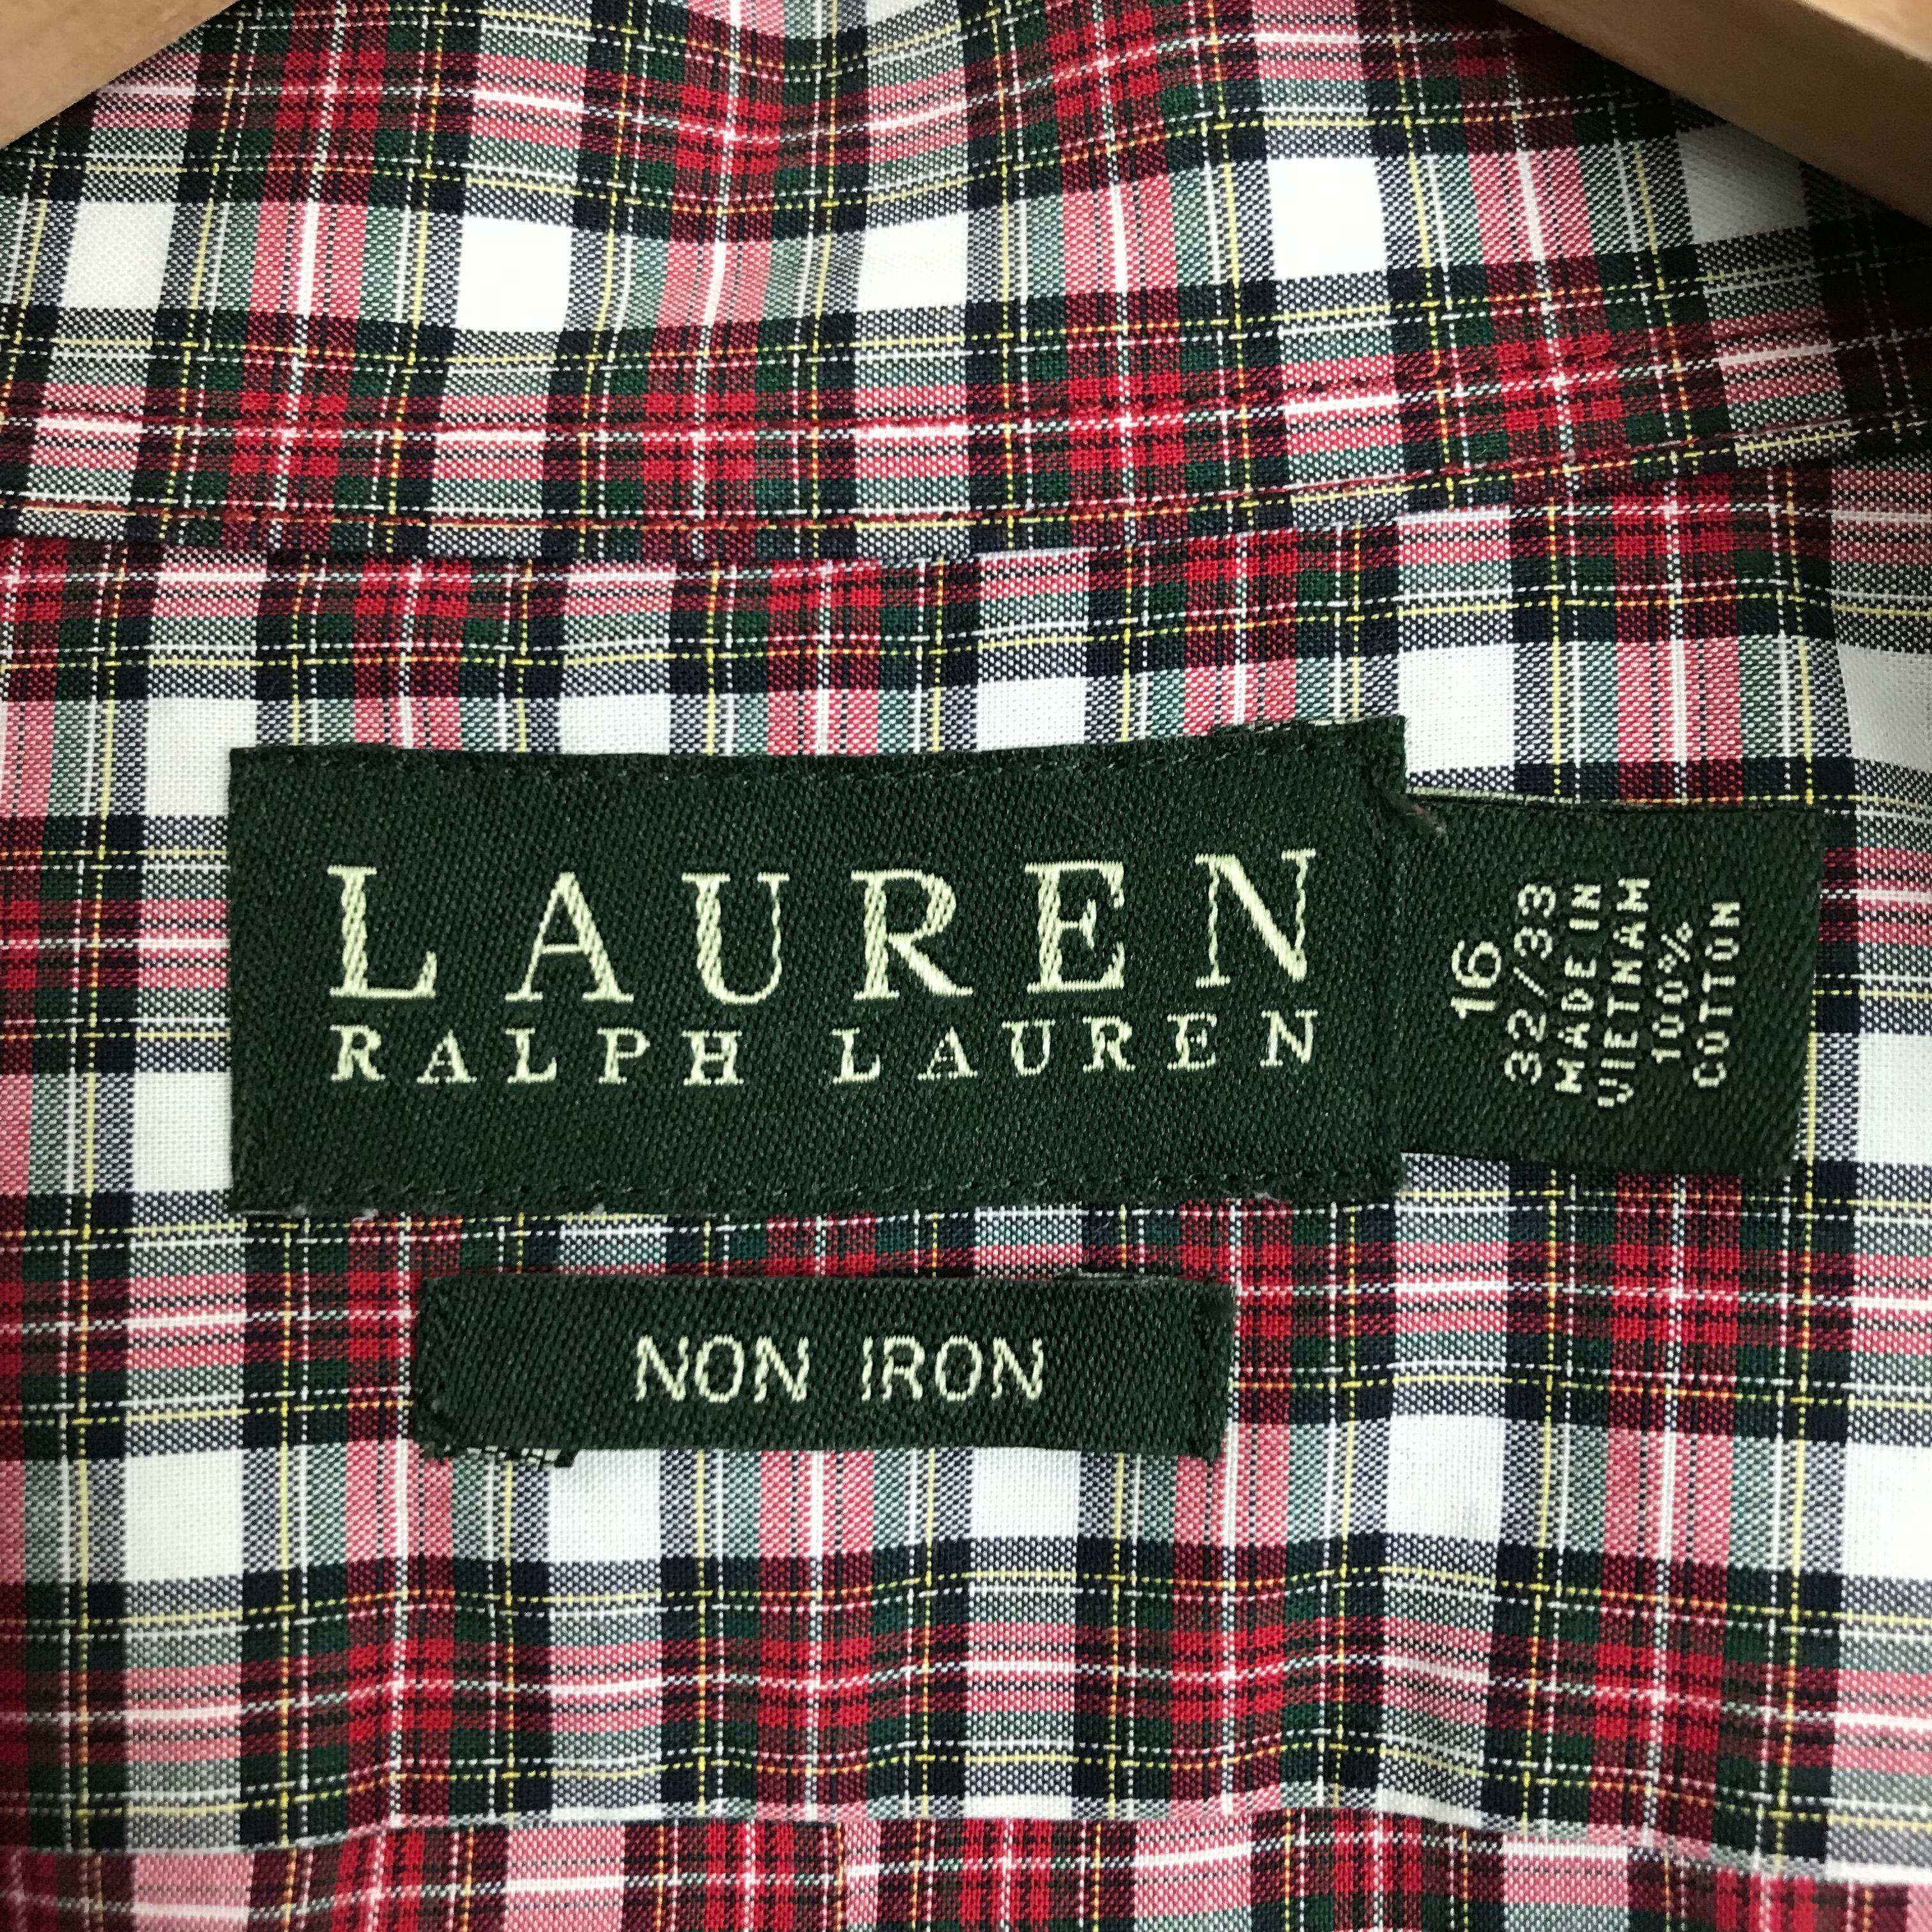 LAUREN
RALPH LAUREN
16
32/33
MADE IN
VIETNAM
100%
COTTON
NON IRON